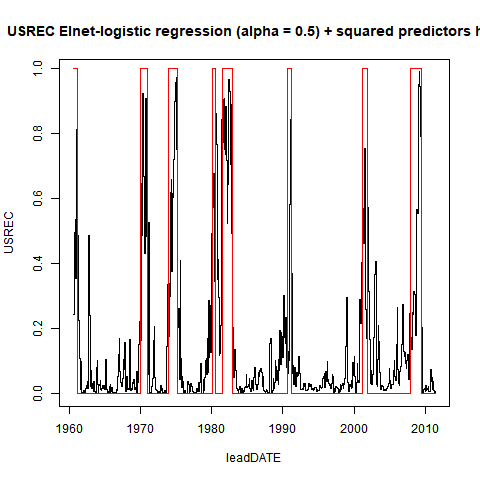 USREC Elnet-logistic regression (alpha = 0.5) + squared predictors h
1.0
0.8
0.6
0.4
0.2
0.0
USREC
1960 1970 1980 1990 2000 2010
leadDATE